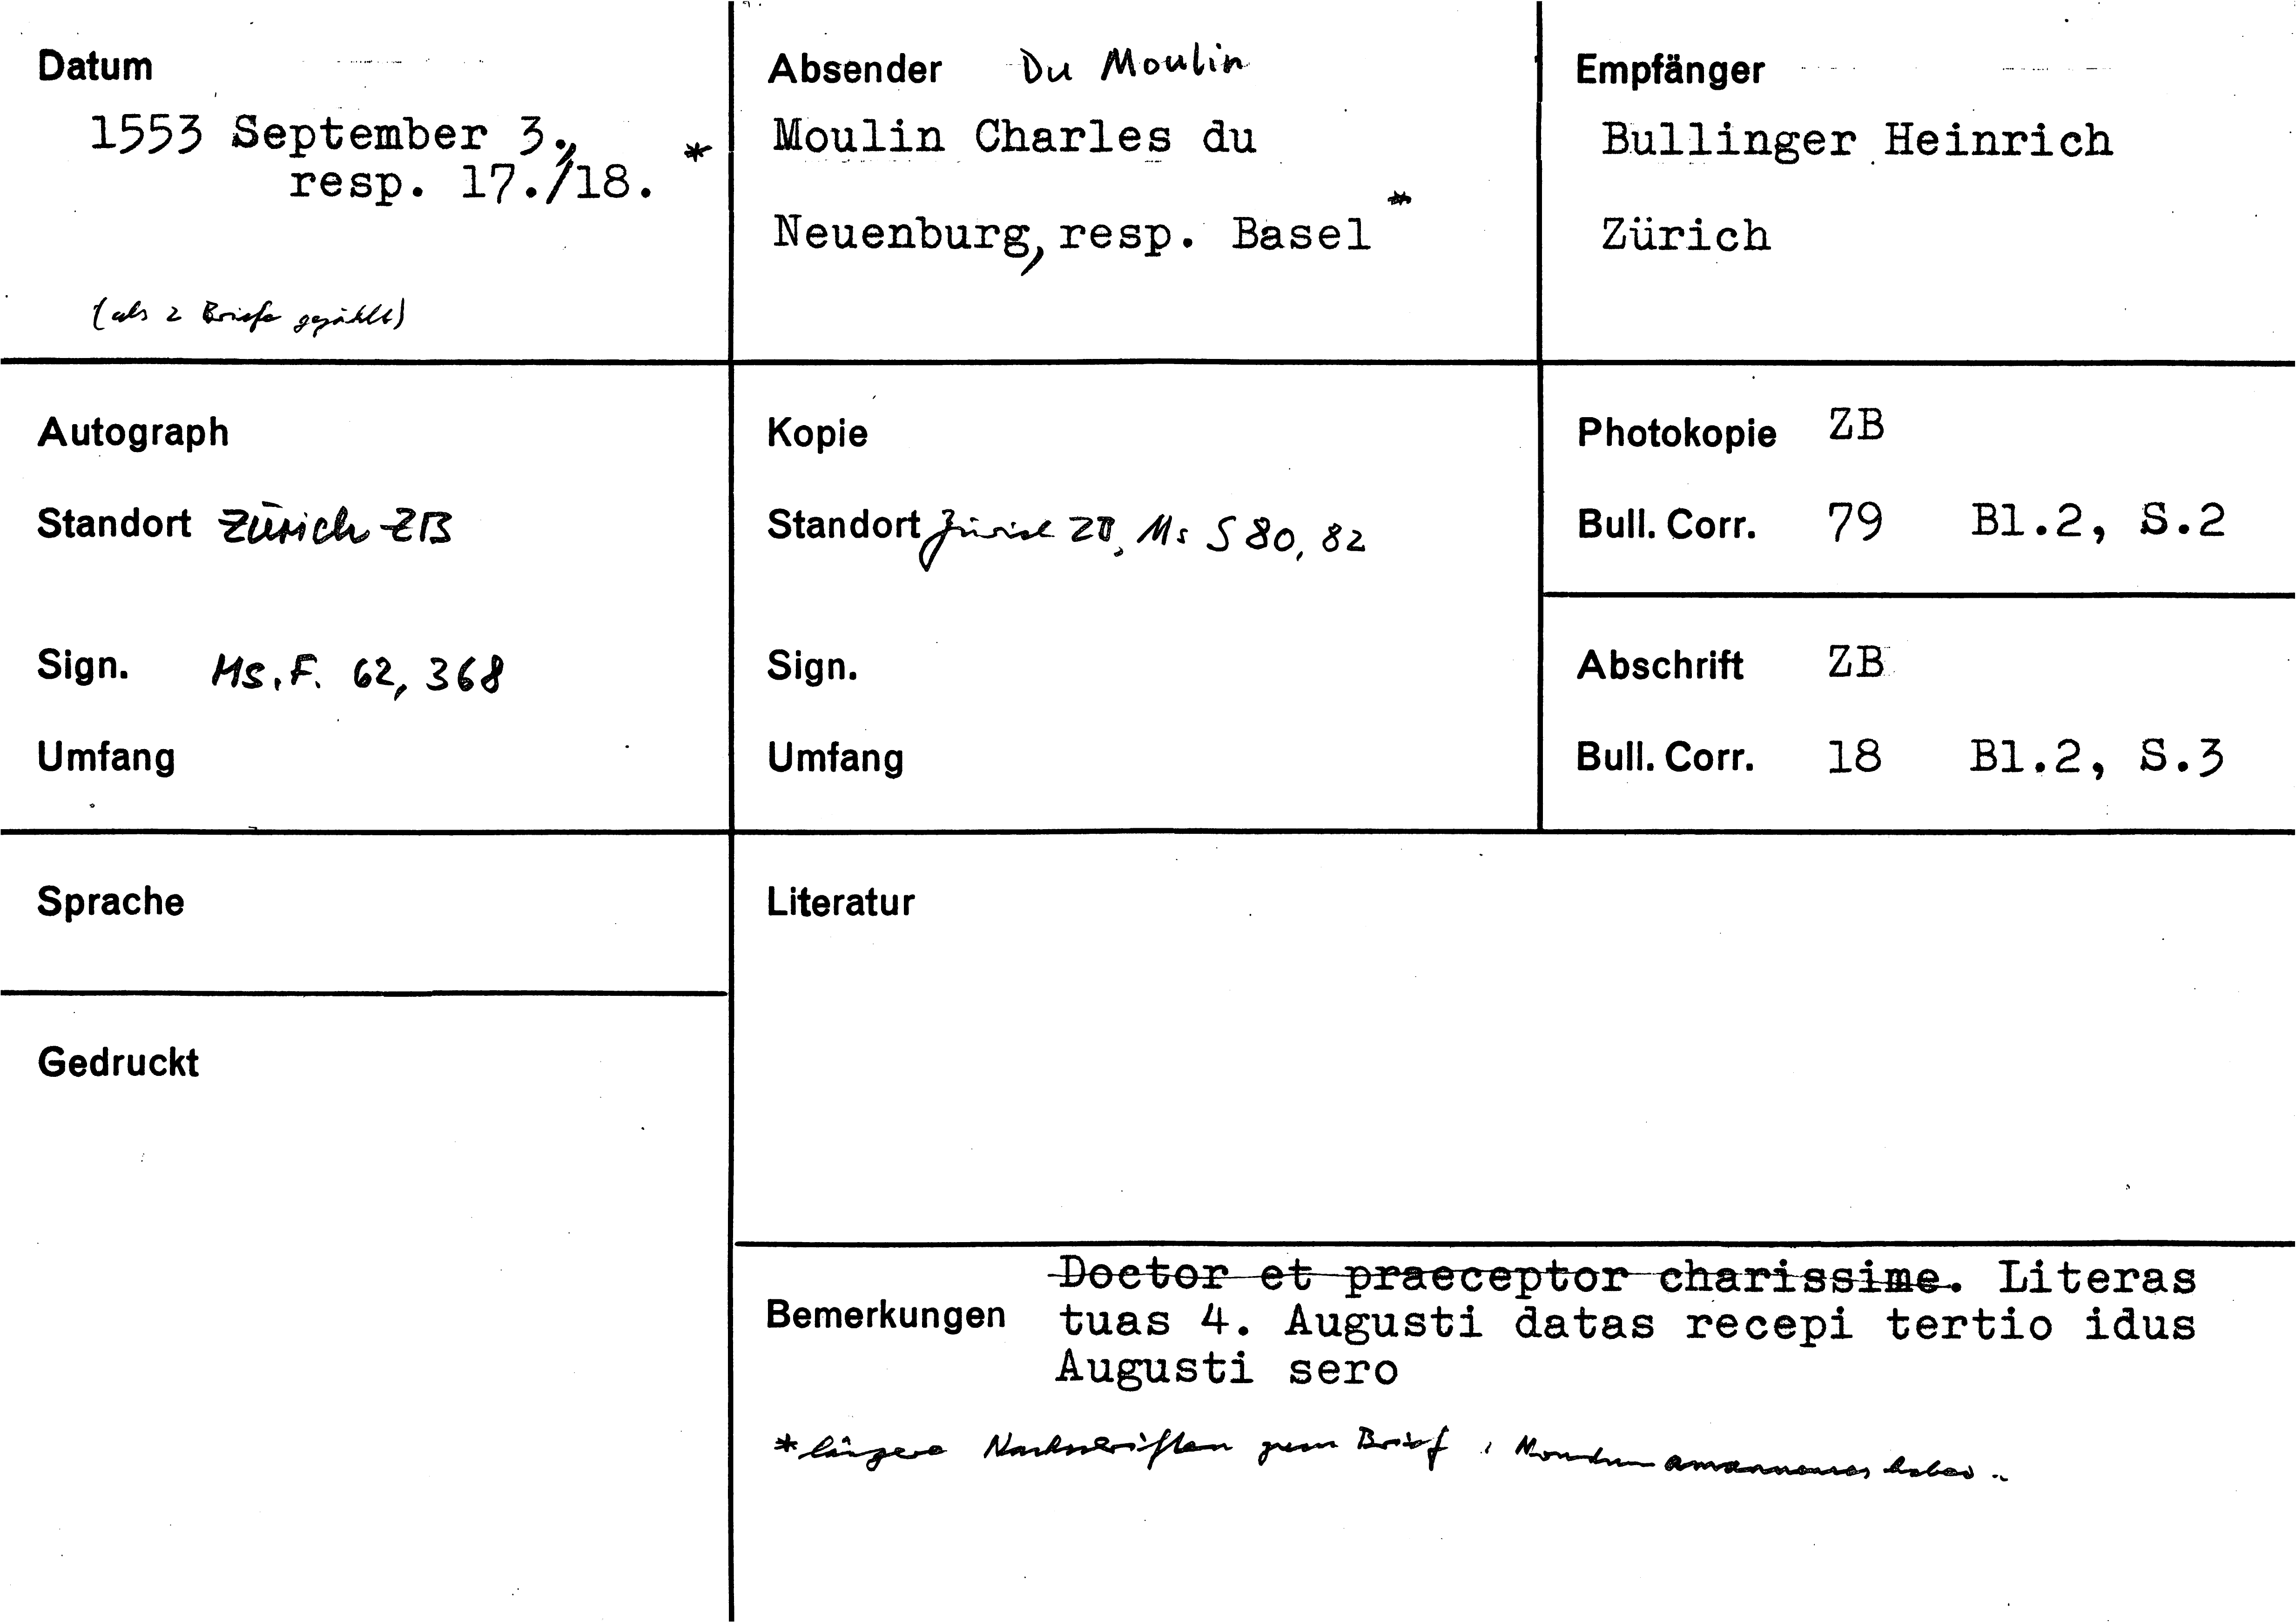 Datum
1553 September 3., *
resp. 17./18.
(als 2 Briefe gezählt)
Absender Du Moulin
Moulin Charles du
Neuenburg, resp. Basel *
Empfänger
Bullinger Heinrich
Zürich
Autograph
Standort Zürich ZB
Sign. Ms. F. 62, 368
Umfang
Kopie
Standort Zürich ZB, Ms S 80, 82
Sign.
Umfang
Photokopie ZB
Bull. Corr. 79 Bl.2, S.2
Abschrift ZB
Bull. Corr. 18 Bl.2, S.3
Sprache
Gedruckt
Literatur
Bemerkungen
Doctor et praeceptor charissime. Literas
tuas 4. Augusti datas recepi tertio idus
Augusti sero
* längere Nachschriften zum Brief